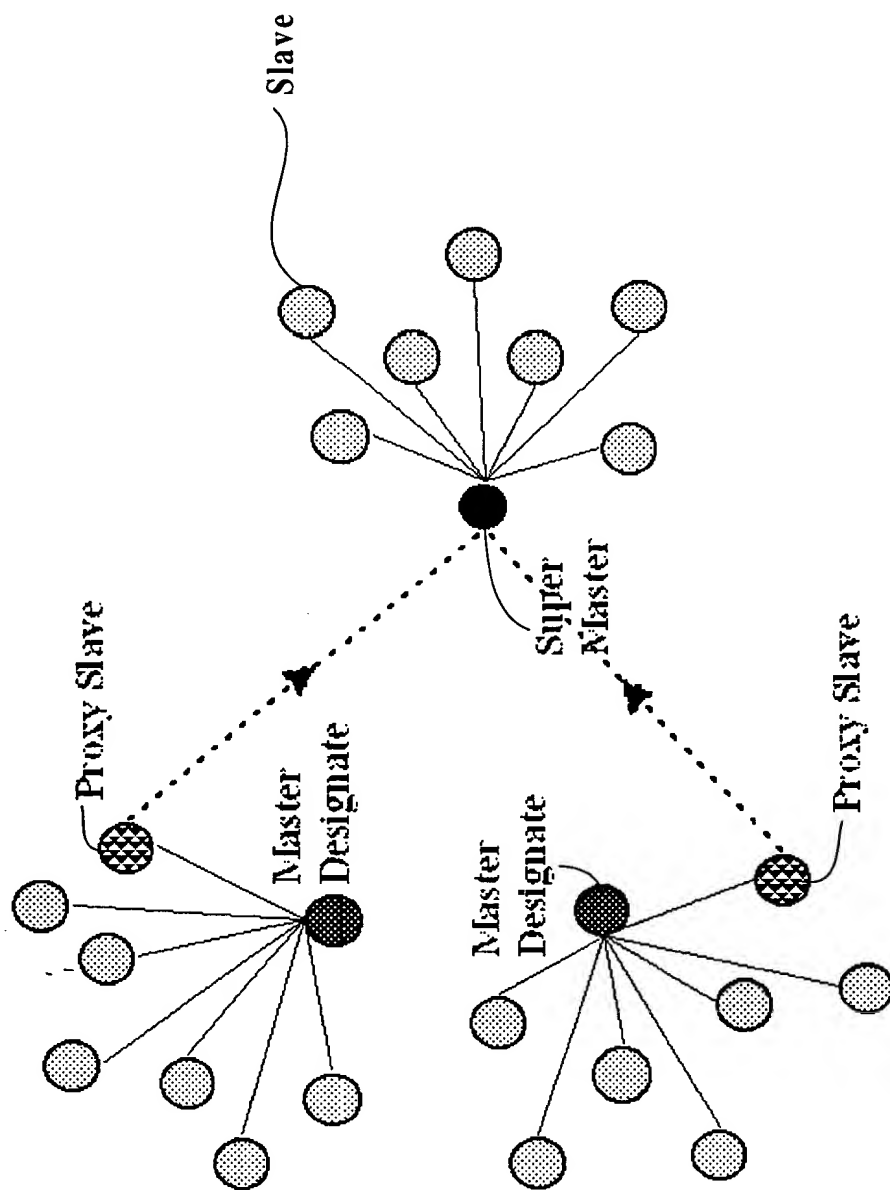 Proxy Slave
Master
Designate
Master
Designate
Proxy Slave
Super
Master
Slave